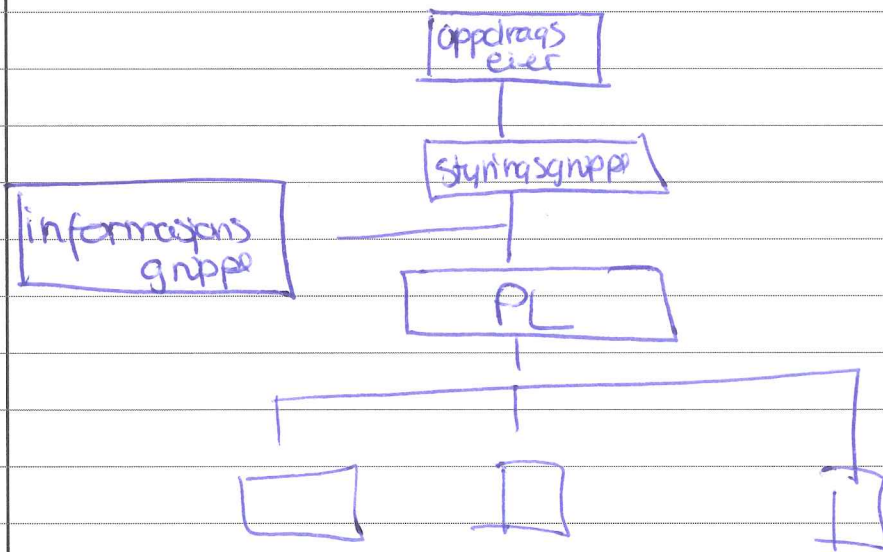 oppdrags
eier
styringsgruppe
informasjons
gruppe
PL